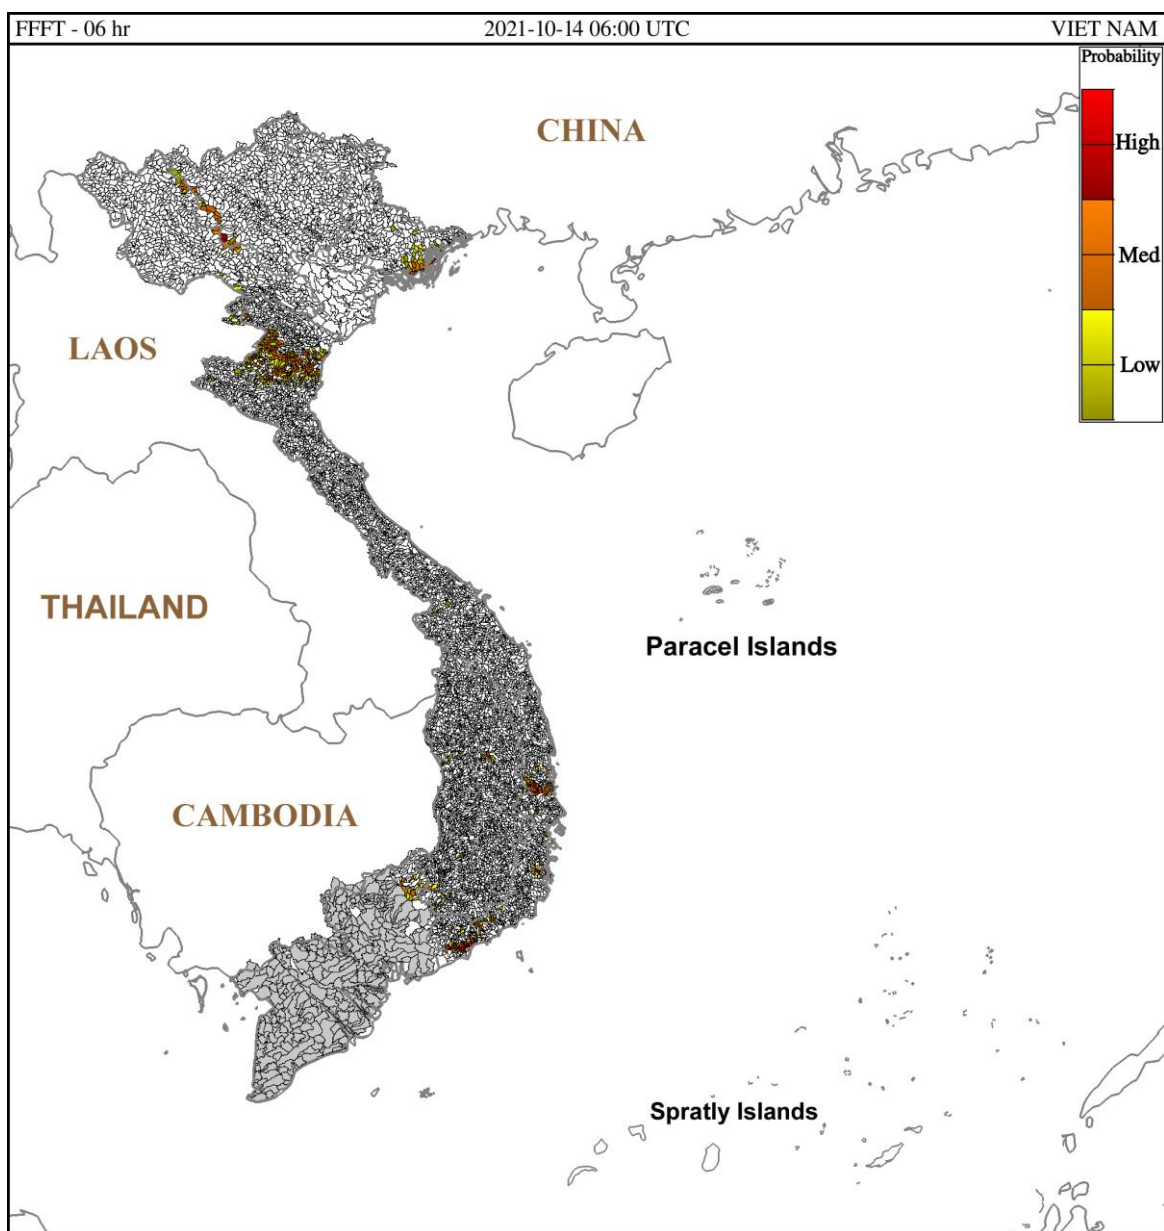 FFFT - 06 hr 2021-10-14 06:00 UTC VIET NAM
Probability
CHINA
High
Med
LAOS
Low
THAILAND
Paracel Islands
CAMBODIA
Spratly Islands